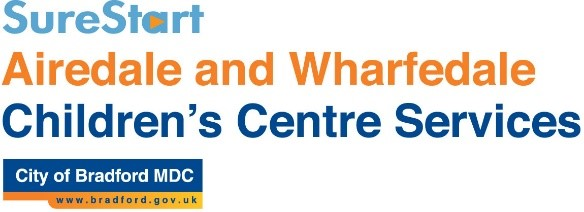 SureStart
Airedale and Wharfedale
Children's Centre Services
City of Bradford MDC
www.bradford.gov.uk